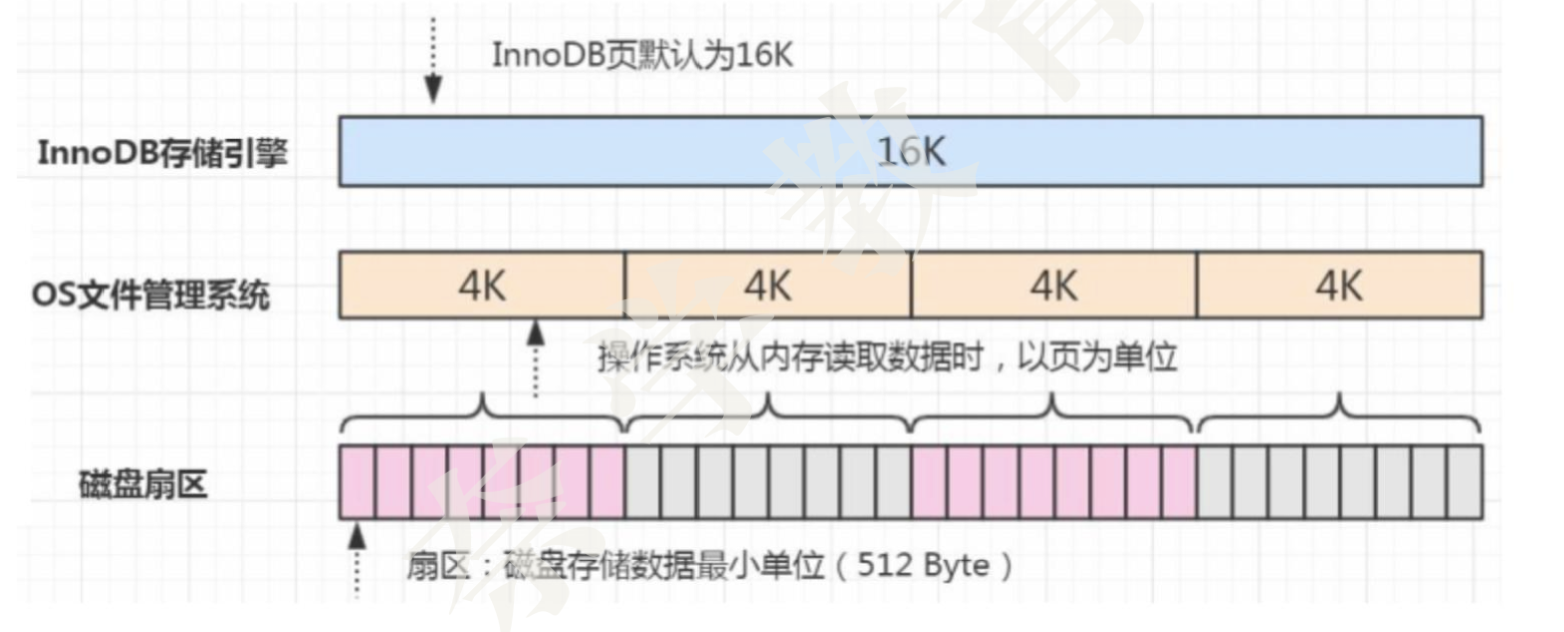 InnoDB页默认为16K
InnoDB存储引擎
16K
OS文件管理系统
4K
4K
4K
4K
操作系统从内存读取数据时，以页为单位
磁盘扇区
扇区：磁盘存储数据最小单位（512 Byte）